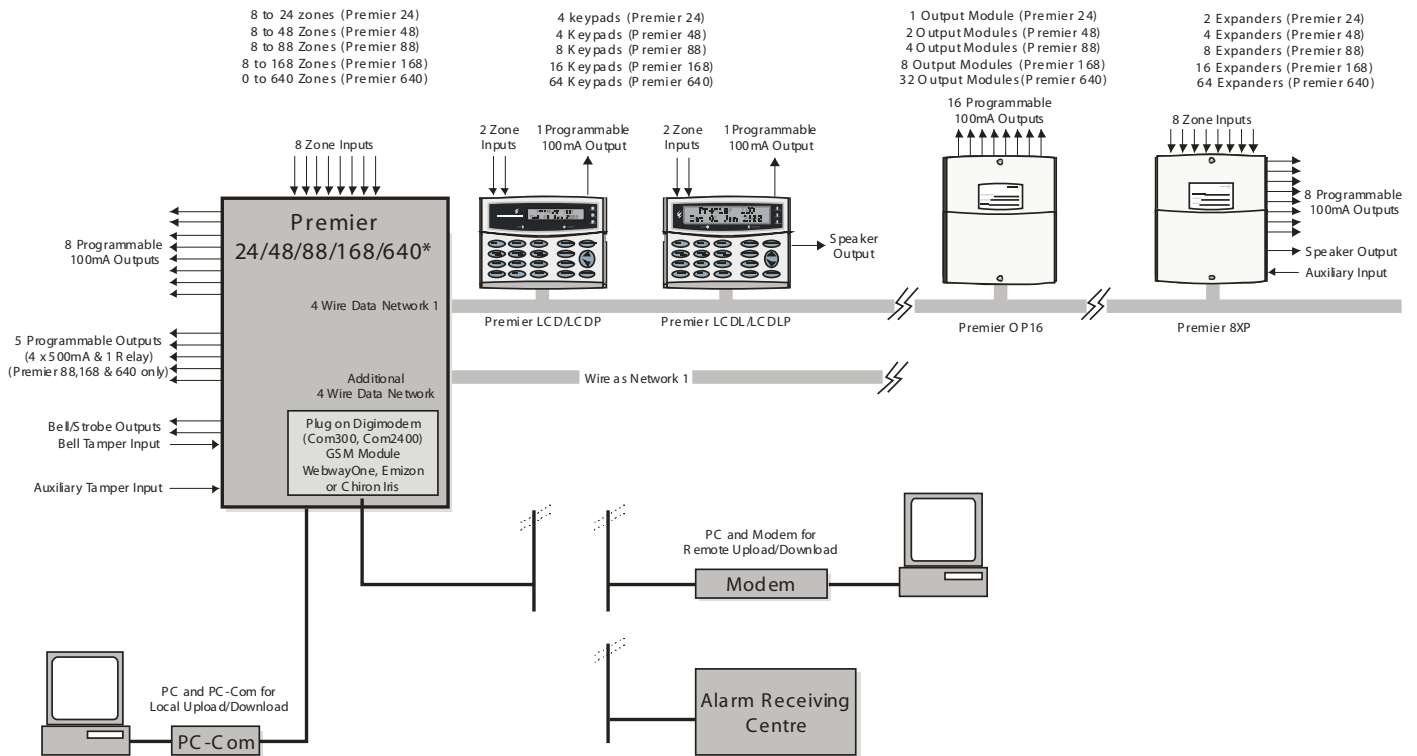 8 to 24 zones (Premier 24)
8 to 48 Zones (Premier 48)
8 to 88 Zones (Premier 88)
8 to 168 Zones (Premier 168)
0 to 640 Zones (Premier 640)
4 keypads (Premier 24)
4 Keypads (Premier 48)
8 Keypads (Premier 88)
16 Keypads (Premier 168)
64 Keypads (Premier 640)
1 Output Module (Premier 24)
2 Output Modules (Premier 48)
4 Output Modules (Premier 88)
8 Output Modules (Premier 168)
32 Output Modules (Premier 640)
2 Expanders (Premier 24)
4 Expanders (Premier 48)
8 Expanders (Premier 88)
16 Expanders (Premier 168)
64 Expanders (Premier 640)
8 Zone Inputs
2 Zone
Inputs
1 Programmable
100mA Output
2 Zone
Inputs
1 Programmable
100mA Output
16 Programmable
100mA Outputs
8 Zone Inputs
Premier
24/48/88/168/640*
8 Programmable
100mA Outputs
4 Wire Data Network 1
Speaker
Output
8 Programmable
100mA Outputs
Speaker Output
Auxiliary Input
Premier LCD/LCDP
Premier LCDL/LCDLP
Premier OP16
Premier 8XP
5 Programmable Outputs
(4 x 500mA & 1 Relay)
(Premier 88,168 & 640 only)
Additional
4 Wire Data Network
Wire as Network 1
Bell/Strobe Outputs
Bell Tamper Input
Auxiliary Tamper Input
Plug on Digimodem
(Com300, Com2400)
GSM Module
WebwayOne, Emizon
or Chiron Iris
PC and Modem for
Remote Upload/Download
Modem
PC and PC-Com for
Local Upload/Download
PC-Com
Alarm Receiving
Centre